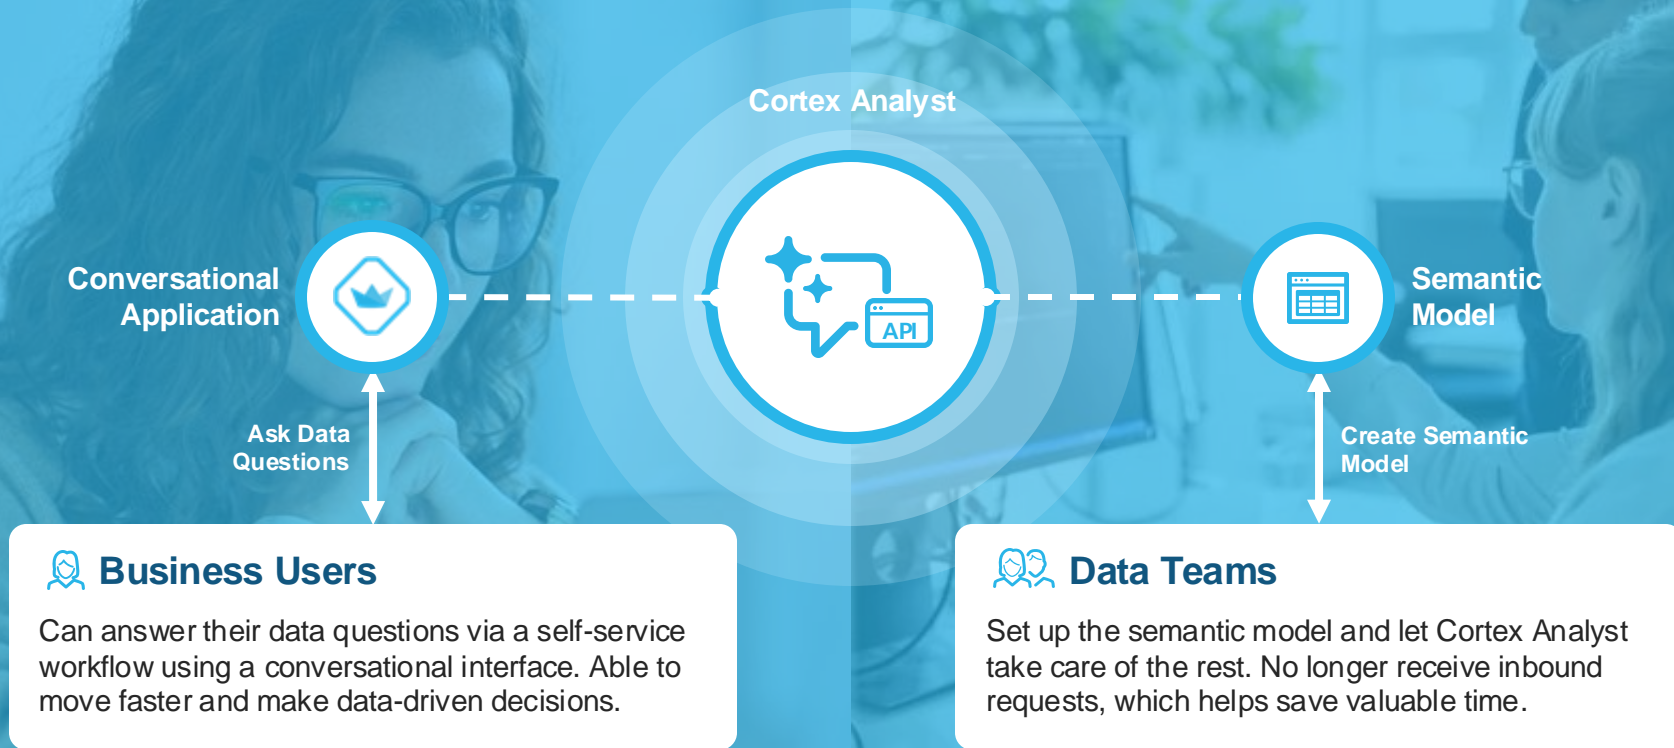 Cortex Analyst
API
Conversational
Application
Semantic
Model
Ask Data
Questions
Create Semantic
Model
Business Users
Can answer their data questions via a self-service
workflow using a conversational interface. Able to
move faster and make data-driven decisions.
Data Teams
Set up the semantic model and let Cortex Analyst
take care of the rest. No longer receive inbound
requests, which helps save valuable time.